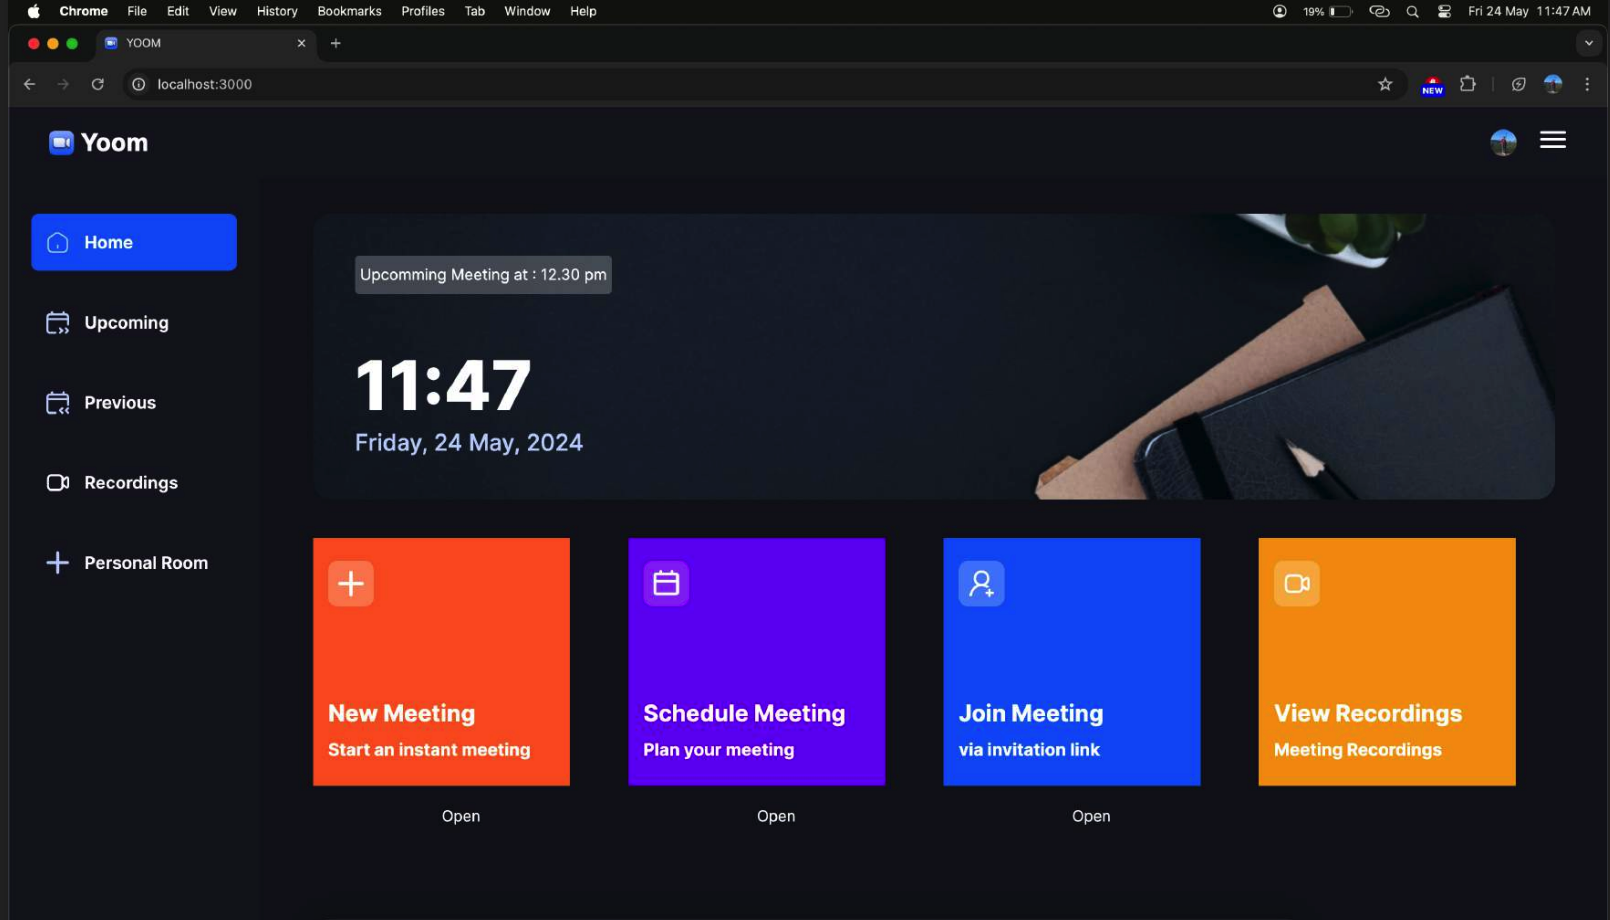 Chrome File Edit View History Bookmarks Profiles Tab Window Help 19% Fri 24 May 11:47 AM
YOOM
localhost:3000
NEW
Yoom
Home
Upcoming
Previous
Recordings
Personal Room
Upcomming Meeting at : 12.30 pm
11:47
Friday, 24 May, 2024
New Meeting
Start an instant meeting
Open
Schedule Meeting
Plan your meeting
Open
Join Meeting
via invitation link
Open
View Recordings
Meeting Recordings